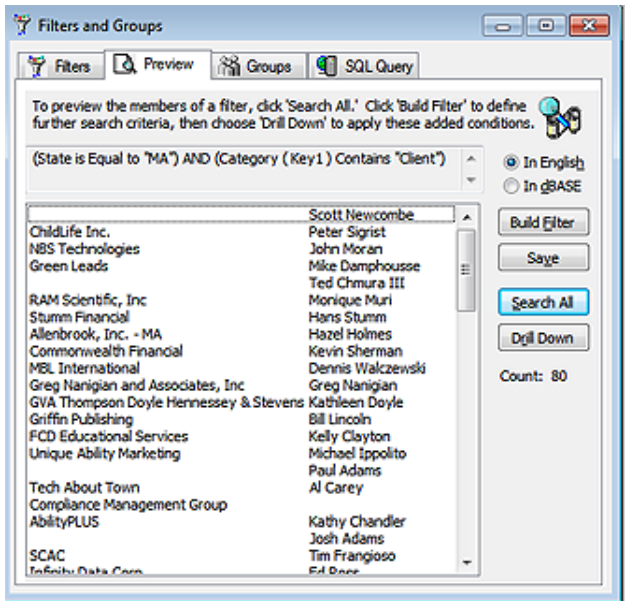 Filters and Groups
Filters Preview Groups SQL Query
To preview the members of a filter, click 'Search All.' Click 'Build Filter' to define
further search criteria, then choose 'Drill Down' to apply these added conditions.
(State is Equal to "MA") AND (Category ( Key1 ) Contains "Client")
In English
In dBASE
Build Filter
Save
Search All
Drill Down
Count: 80
Scott Newcombe
ChildLife Inc. Peter Sigrist
NBS Technologies John Moran
Green Leads Mike Damphousse
Ted Chmura III
RAM Scientific, Inc Monique Muri
Stumm Financial Hans Stumm
Allenbrook, Inc. - MA Hazel Holmes
Commonwealth Financial Kevin Sherman
MBL International Dennis Walczewski
Greg Nanigian and Associates, Inc Greg Nanigian
GVA Thompson Doyle Hennessey & Stevens Kathleen Doyle
Griffin Publishing Bill Lincoln
FCD Educational Services Kelly Clayton
Unique Ability Marketing Michael Ippolito
Paul Adams
Tech About Town Al Carey
Compliance Management Group
AbilityPLUS Kathy Chandler
Josh Adams
SCAC Tim Frangioso
Infinity Data Corp Ed Ross